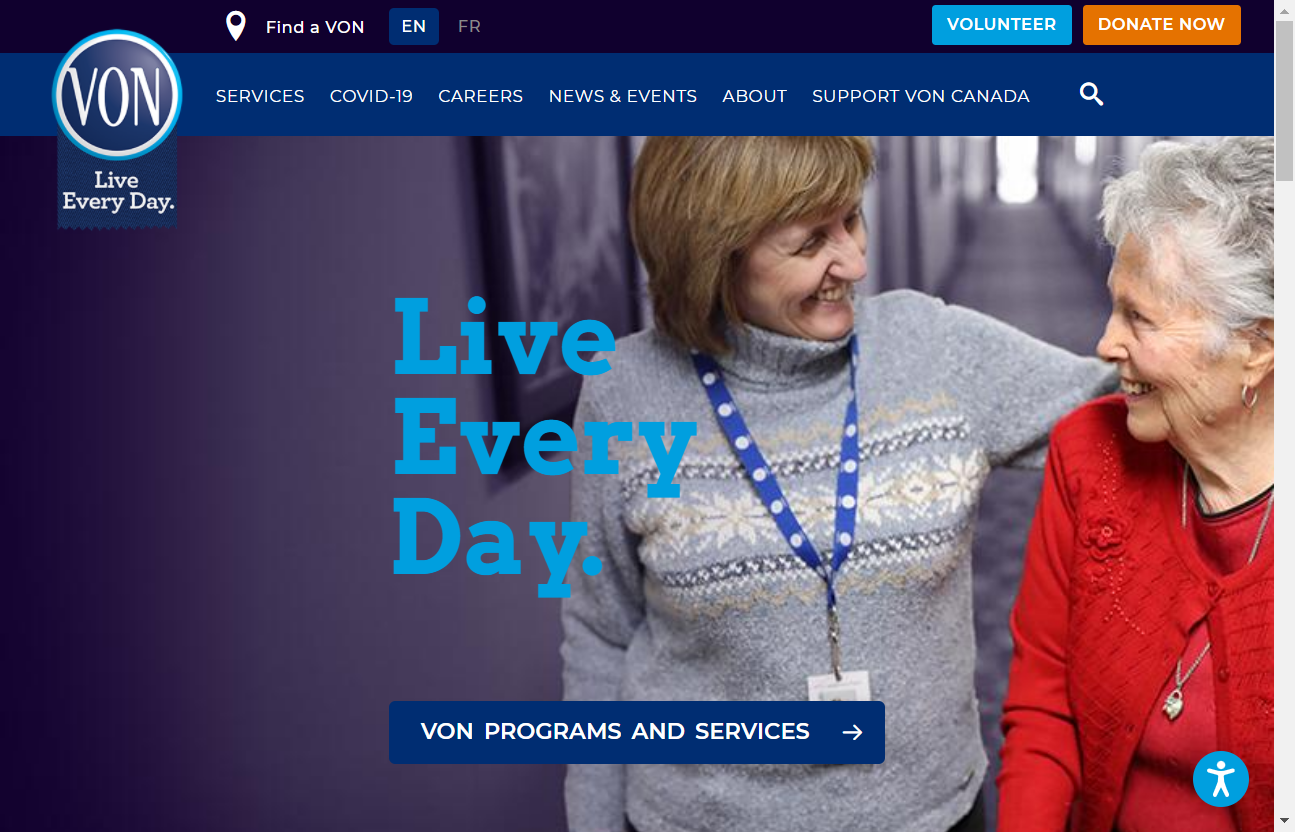 Find a VON
EN
FR
VOLUNTEER
DONATE NOW
VON
Live
Every Day.
SERVICES
COVID-19
CAREERS
NEWS & EVENTS
ABOUT
SUPPORT VON CANADA
Live
Every
Day.
VON PROGRAMS AND SERVICES